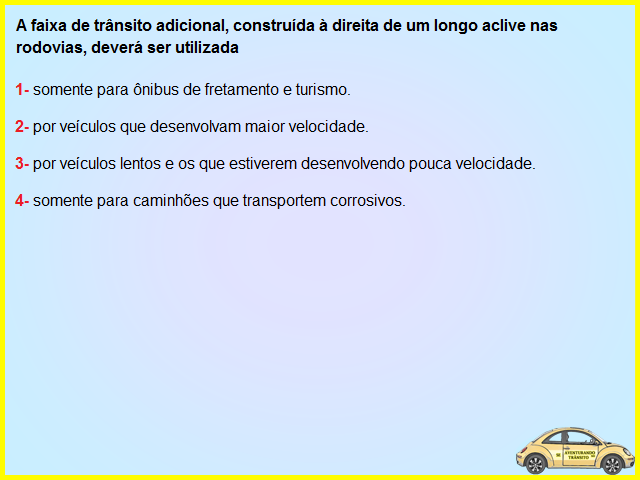 A faixa de trânsito adicional, construída à direita de um longo aclive nas
rodovias, deverá ser utilizada
1- somente para ônibus de fretamento e turismo.
2- por veículos que desenvolvam maior velocidade.
3- por veículos lentos e os que estiverem desenvolvendo pouca velocidade.
4- somente para caminhões que transportem corrosivos.
AVENTURANDO
TRÂNSITO